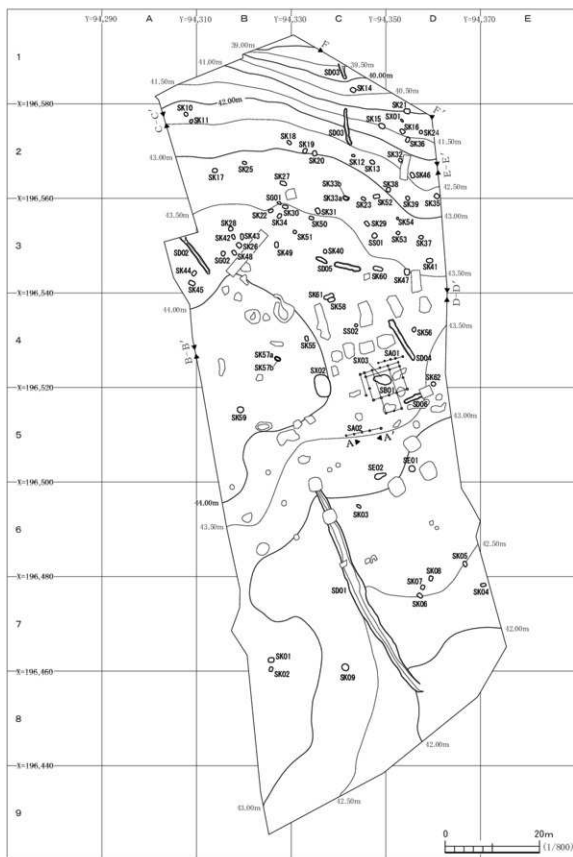 Y=94,290 A Y=94,310 B Y=94,330 C Y=94,350 D Y=94,370 E
1
39.00m
F
39.50m
41.00m
SD03
40.00m
41.50m
SK14
40.50m
X=196,580
SK10
42.00m
SK21
F'
SK11
SX01
C-C'
SK15
SK16
SK24
41.50m
SD03
SK36
SK18
2
SK19
SK32
43.00m
SK20
SK12
SK13
E-E'
SK25
SK17
SK46
42.50m
SK27
SK33b
SK38
X=196,560
SG01
SK33a
SK23
SK52
SK39
SK35
43.50m
SK30
SK31
43.00m
SK22
SK34
SK50
SK54
SK28
SK29
SK42
SK43
SK51
SS01
SK53
SK37
3
SD02
SK26
SK49
SG02
SK48
SK40
SK41
SK44
SD05
SK60
SK47
43.50m
SK45
X=196,540
SK61
D-D'
44.00m
SK58
43.50m
SS02
SK56
4
SK55
B-B'
SA01
SD04
SK57a
SX03
SK57b
SX02
X=196,520
SB01
SK62
SD06
SK59
43.00m
SA02
5
A A'
SE01
SE02
X=196,500
44.00m
SK03
43.50m
6
42.50m
SK05
SK08
X=196,480
SK07
SK04
SD01
SK06
7
42.00m
SK01
X=196,460
SK02
SK09
8
42.00m
X=196,440
43.00m
42.50m
0 20m
9
(1/800)